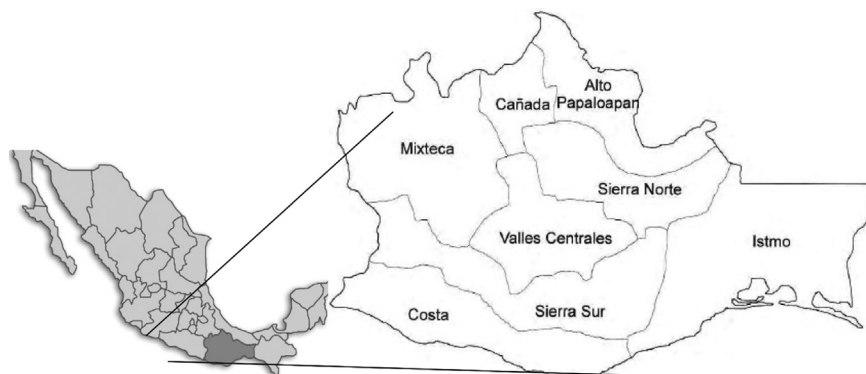 Alto
Papaloapan
Cañada
Mixteca
Sierra Norte
Valles Centrales
Istmo
Costa
Sierra Sur